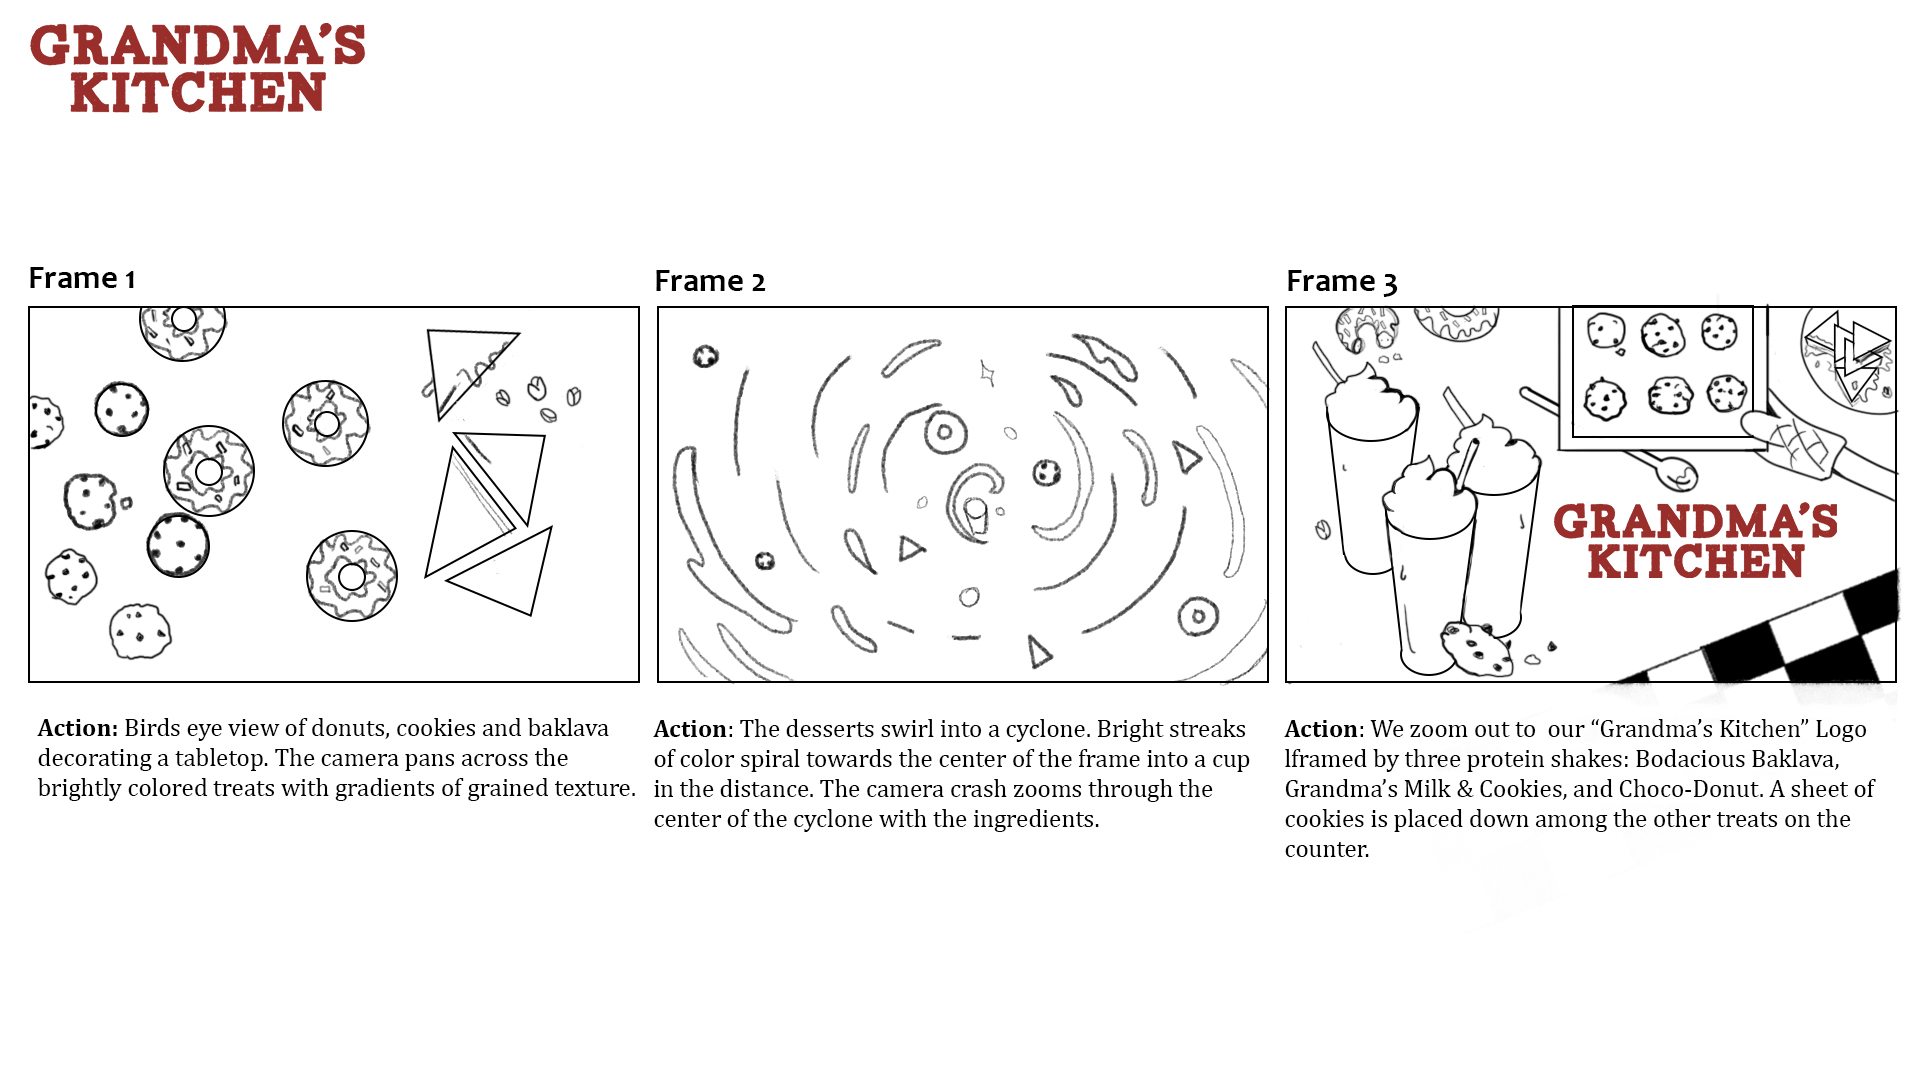 GRANDMA'S
KITCHEN
Frame 1
Frame 2
Frame 3
GRANDMA'S
KITCHEN
Action: Birds eye view of donuts, cookies and baklava
decorating a tabletop. The camera pans across the
brightly colored treats with gradients of grained texture.
Action: The desserts swirl into a cyclone. Bright streaks
of color spiral towards the center of the frame into a cup
in the distance. The camera crash zooms through the
center of the cyclone with the ingredients.
Action: We zoom out to  our “Grandma’s Kitchen” Logo
lframed by three protein shakes: Bodacious Baklava,
Grandma’s Milk & Cookies, and Choco-Donut. A sheet of
cookies is placed down among the other treats on the
counter.